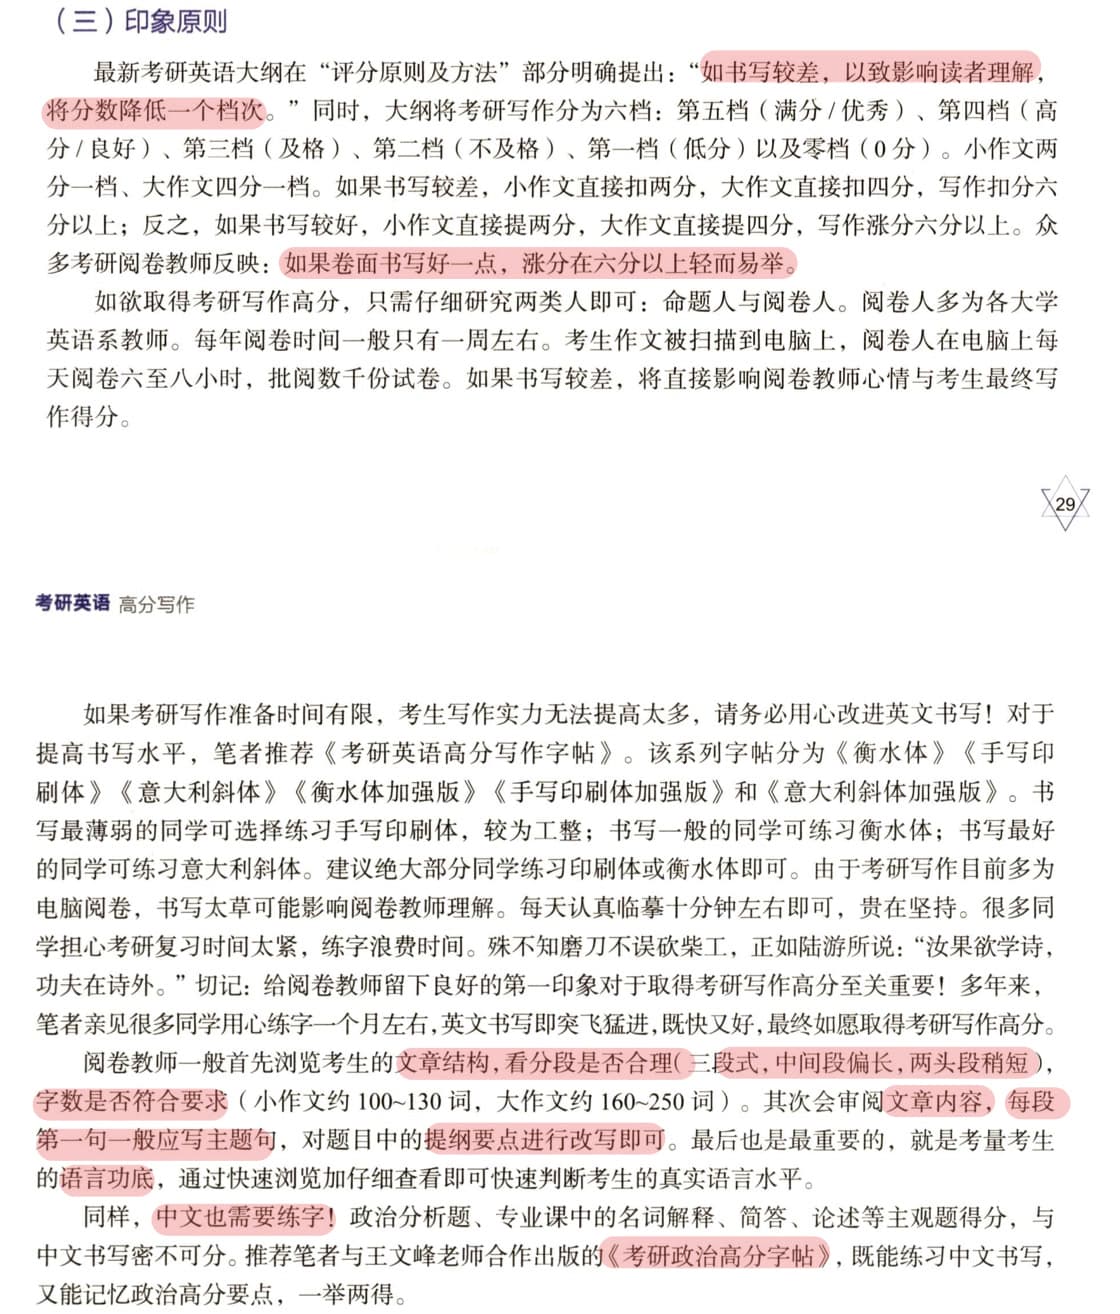 （三）印象原则
最新考研英语大纲在“评分原则及方法”部分明确提出：“如书写较差，以致影响读者理解，
将分数降低一个档次。”同时，大纲将考研写作分为六档：第五档（满分/优秀）、第四档（高
分/良好）、第三档（及格）、第二档（不及格）、第一档（低分）以及零档（0分）。小作文两
分一档、大作文四分一档。如果书写较差，小作文直接扣两分，大作文直接扣四分，写作扣分六
分以上；反之，如果书写较好，小作文直接提两分，大作文直接提四分，写作涨分六分以上。众
多考研阅卷教师反映：如果卷面书写好一点，涨分在六分以上轻而易举。
如欲取得考研写作高分，只需仔细研究两类人即可：命题人与阅卷人。阅卷人多为各大学
英语系教师。每年阅卷时间一般只有一周左右。考生作文被扫描到电脑上，阅卷人在电脑上每
天阅卷六至八小时，批阅数千份试卷。如果书写较差，将直接影响阅卷教师心情与考生最终写
作得分。
29
考研英语 高分写作
如果考研写作准备时间有限，考生写作实力无法提高太多，请务必用心改进英文书写！对于
提高书写水平，笔者推荐《考研英语高分写作字帖》。该系列字帖分为《衡水体》《手写印
刷体》《意大利斜体》《衡水体加强版》《手写印刷体加强版》和《意大利斜体加强版》。书
写最薄弱的同学可选择练习手写印刷体，较为工整；书写一般的同学可练习衡水体；书写最好
的同学可练习意大利斜体。建议绝大部分同学练习印刷体或衡水体即可。由于考研写作目前多为
电脑阅卷，书写太草可能影响阅卷教师理解。每天认真临摹十分钟左右即可，贵在坚持。很多同
学担心考研复习时间太紧，练字浪费时间。殊不知磨刀不误砍柴工，正如陆游所说：“汝果欲学诗，
功夫在诗外。”切记：给阅卷教师留下良好的第一印象对于取得考研写作高分至关重要！多年来，
笔者亲见很多同学用心练字一个月左右，英文书写即突飞猛进，既快又好，最终如愿取得考研写作高分。
阅卷教师一般首先浏览考生的文章结构，看分段是否合理（三段式，中间段偏长，两头段稍短），
字数是否符合要求（小作文约100~130词，大作文约160~250词）。其次会审阅文章内容，每段
第一句一般应写主题句，对题目中的提纲要点进行改写即可。最后也是最重要的，就是考量考生
的语言功底，通过快速浏览加仔细查看即可快速判断考生的真实语言水平。
同样，中文也需要练字！政治分析题、专业课中的名词解释、简答、论述等主观题得分，与
中文书写密不可分。推荐笔者与王文峰老师合作出版的《考研政治高分字帖》，既能练习中文书写，
又能记忆政治高分要点，一举两得。